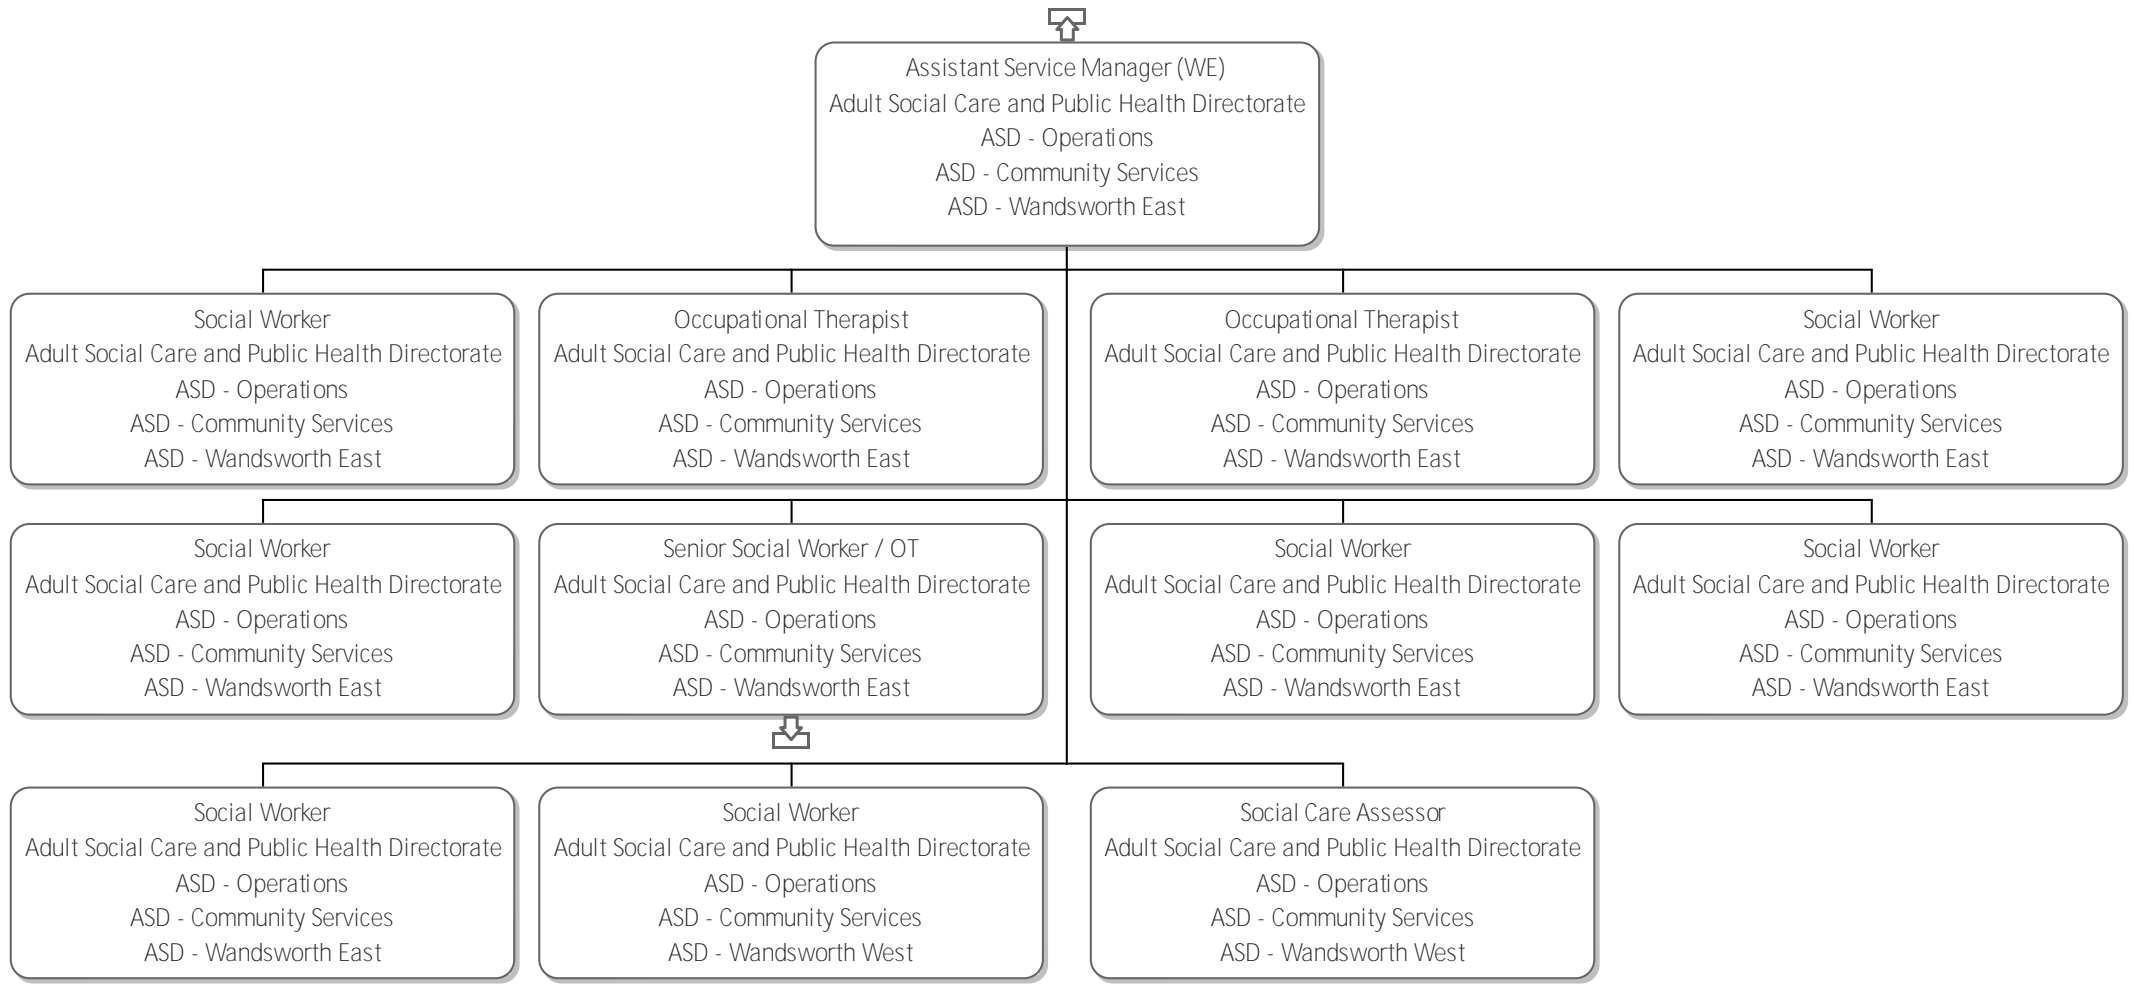 Assistant Service Manager (WE)
Adult Social Care and Public Health Directorate
ASD - Operations
ASD - Community Services
ASD - Wandsworth East
Social Worker
Adult Social Care and Public Health Directorate
ASD - Operations
ASD - Community Services
ASD - Wandsworth East
Occupational Therapist
Adult Social Care and Public Health Directorate
ASD - Operations
ASD - Community Services
ASD - Wandsworth East
Occupational Therapist
Adult Social Care and Public Health Directorate
ASD - Operations
ASD - Community Services
ASD - Wandsworth East
Social Worker
Adult Social Care and Public Health Directorate
ASD - Operations
ASD - Community Services
ASD - Wandsworth East
Social Worker
Adult Social Care and Public Health Directorate
ASD - Operations
ASD - Community Services
ASD - Wandsworth East
Senior Social Worker / OT
Adult Social Care and Public Health Directorate
ASD - Operations
ASD - Community Services
ASD - Wandsworth East
Social Worker
Adult Social Care and Public Health Directorate
ASD - Operations
ASD - Community Services
ASD - Wandsworth East
Social Worker
Adult Social Care and Public Health Directorate
ASD - Operations
ASD - Community Services
ASD - Wandsworth East
Social Worker
Adult Social Care and Public Health Directorate
ASD - Operations
ASD - Community Services
ASD - Wandsworth East
Social Worker
Adult Social Care and Public Health Directorate
ASD - Operations
ASD - Community Services
ASD - Wandsworth West
Social Care Assessor
Adult Social Care and Public Health Directorate
ASD - Operations
ASD - Community Services
ASD - Wandsworth West